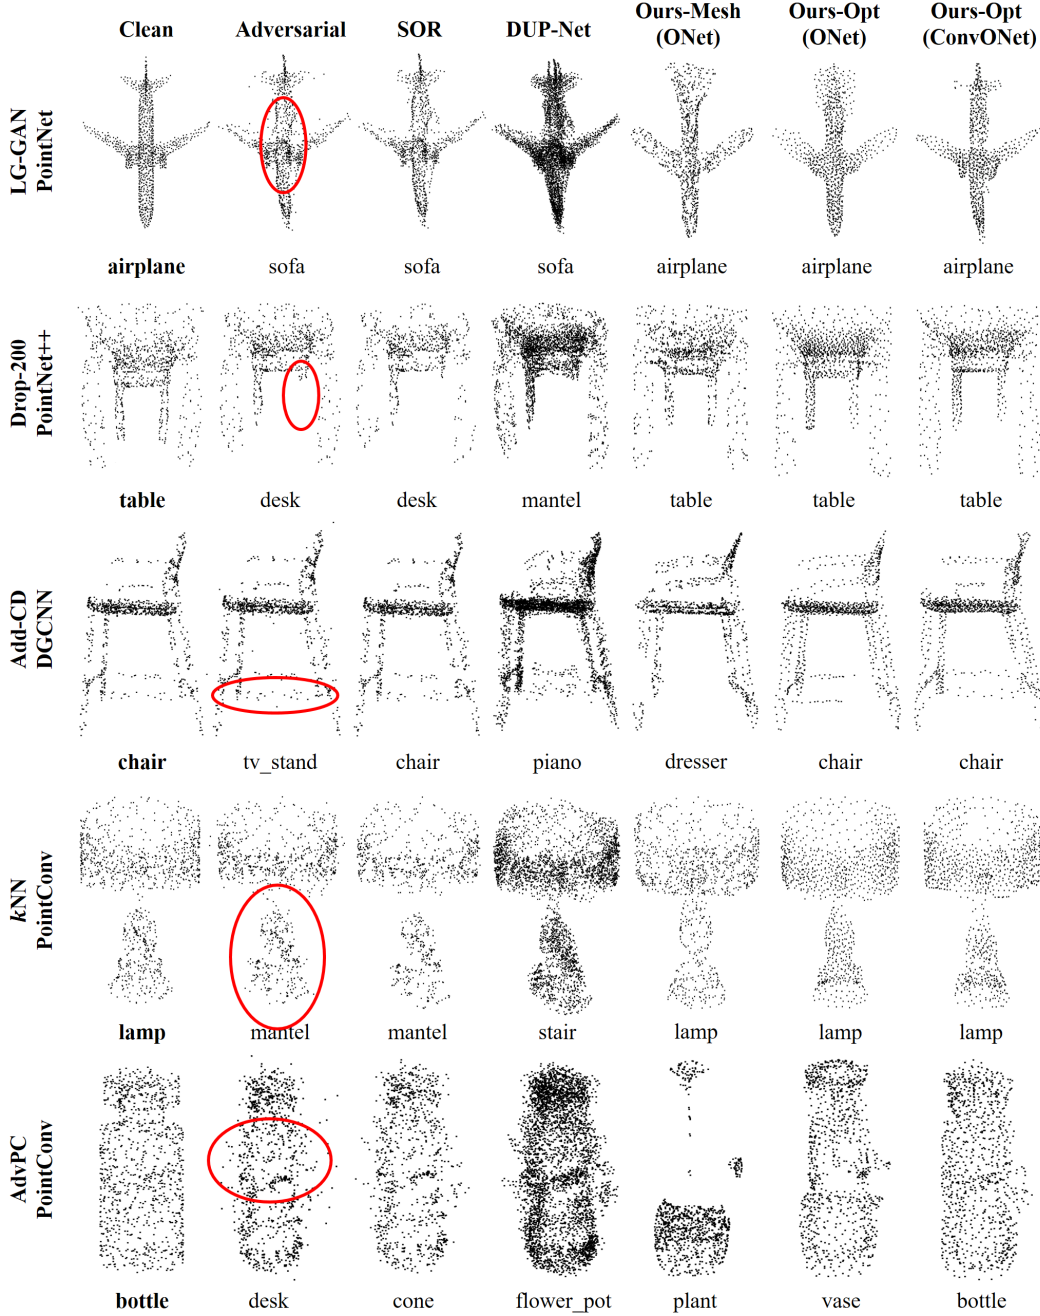 Clean Adversarial SOR DUP-Net Ours-Mesh (ONet) Ours-Opt (ONet) Ours-Opt (ConvONet)
LG-GAN
PointNet
airplane sofa sofa sofa airplane airplane airplane
Drop-200
PointNet++
table desk desk mantel table table table
Add-CD
DGCNN
chair tv_stand chair piano dresser chair chair
kNN
PointConv
lamp mantel mantel stair lamp lamp lamp
AdvPC
PointConv
bottle desk cone flower_pot plant vase bottle